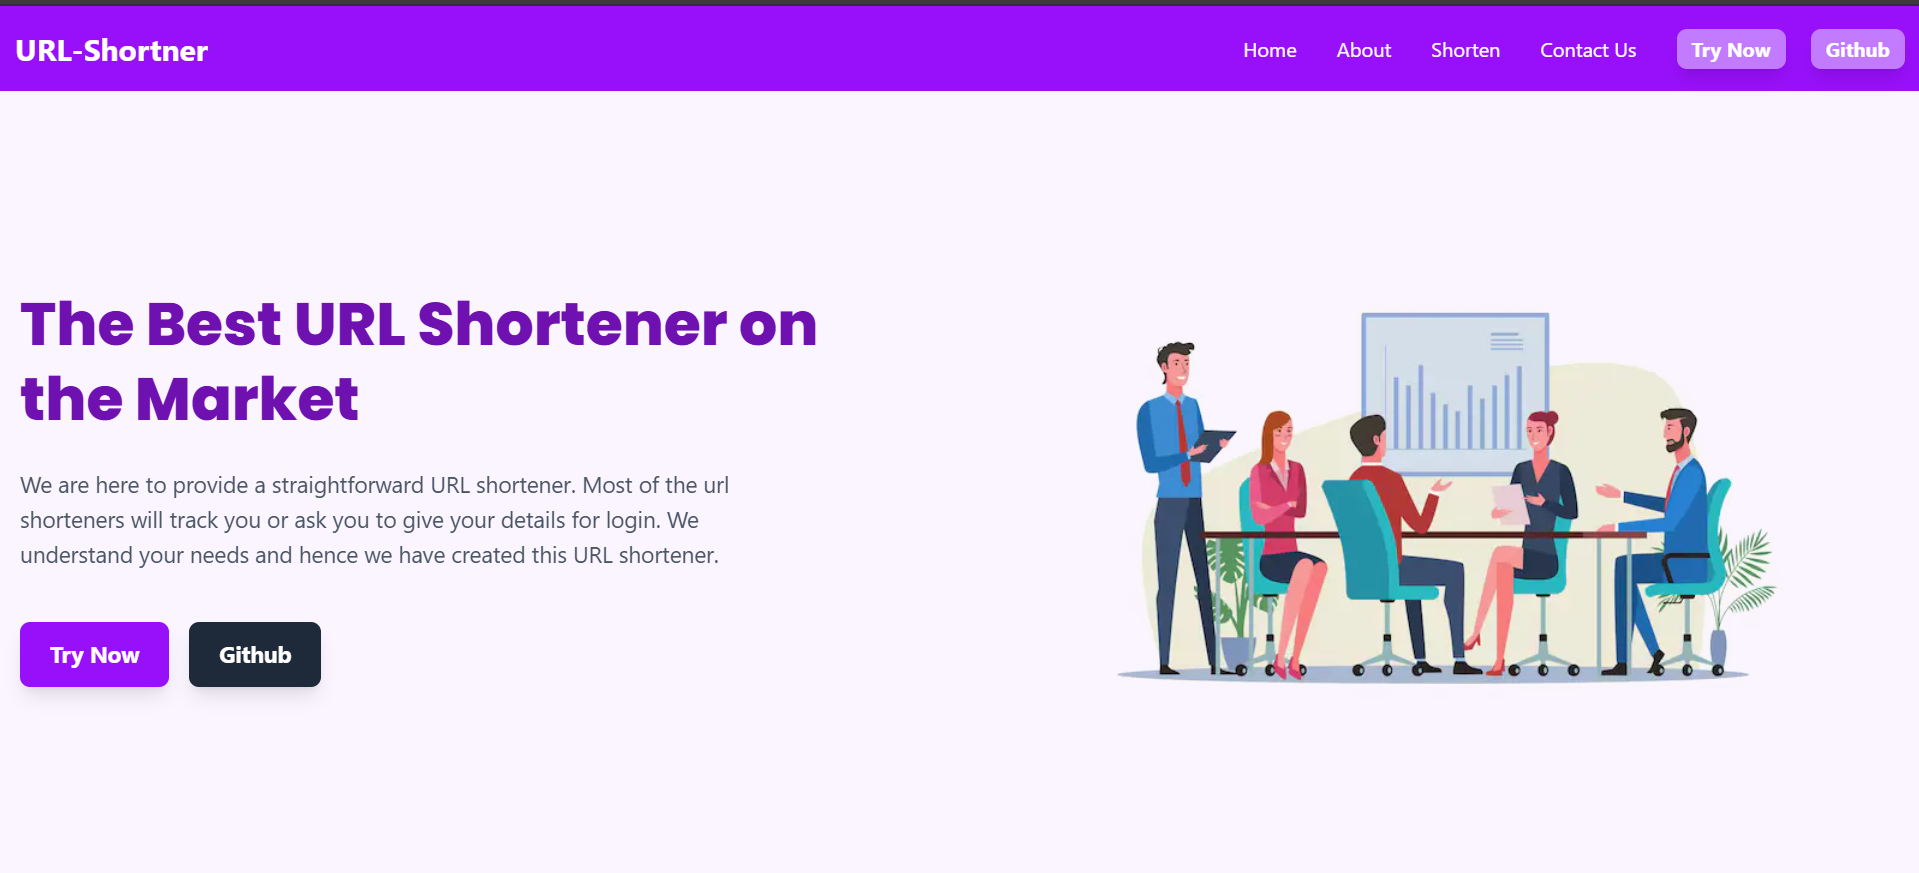 URL-Shortner
Home About Shorten Contact Us Try Now Github
The Best URL Shortener on
the Market
We are here to provide a straightforward URL shortener. Most of the url
shorteners will track you or ask you to give your details for login. We
understand your needs and hence we have created this URL shortener.
Try Now Github